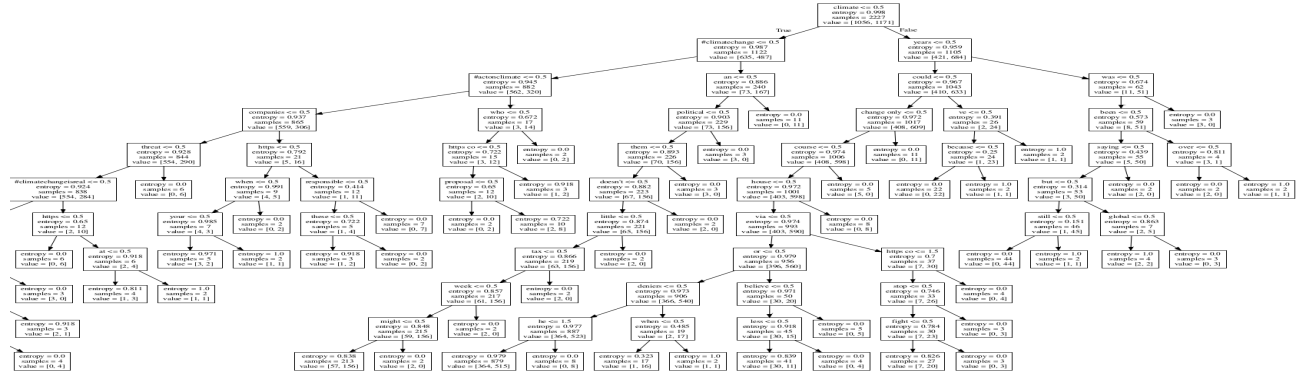 climate <= 0.5
entropy = 0.998
samples = 2227
value = [1056, 1171]
True
False
#climatechange <= 0.5
entropy = 0.987
samples = 1122
value = [635, 487]
years <= 0.5
entropy = 0.959
samples = 1105
value = [421, 684]
#actonclimate <= 0.5
entropy = 0.945
samples = 882
value = [562, 320]
an <= 0.5
entropy = 0.886
samples = 240
value = [73, 167]
could <= 0.5
entropy = 0.967
samples = 1043
value = [410, 633]
was <= 0.5
entropy = 0.674
samples = 62
value = [11, 51]
companies <= 0.5
entropy = 0.937
samples = 865
value = [559, 306]
who <= 0.5
entropy = 0.672
samples = 17
value = [3, 14]
political <= 0.5
entropy = 0.903
samples = 229
value = [73, 156]
entropy = 0.0
samples = 11
value = [0, 11]
change only <= 0.5
entropy = 0.972
samples = 1017
value = [408, 609]
entropy = 0.391
samples = 26
value = [2, 24]
been <= 0.5
entropy = 0.573
samples = 59
value = [8, 51]
entropy = 0.0
samples = 3
value = [3, 0]
threat <= 0.5
entropy = 0.928
samples = 844
value = [554, 290]
https <= 0.5
entropy = 0.792
samples = 21
value = [5, 16]
https co <= 0.5
entropy = 0.722
samples = 15
value = [3, 12]
entropy = 0.0
samples = 2
value = [0, 2]
them <= 0.5
entropy = 0.893
samples = 226
value = [70, 156]
entropy = 0.0
samples = 3
value = [3, 0]
course <= 0.5
entropy = 0.974
samples = 1006
value = [408, 598]
entropy = 0.0
samples = 11
value = [0, 11]
because <= 0.5
entropy = 0.25
samples = 24
value = [1, 23]
entropy = 1.0
samples = 2
value = [1, 1]
saying <= 0.5
entropy = 0.439
samples = 55
value = [5, 50]
over <= 0.5
entropy = 0.811
samples = 4
value = [3, 1]
entropy = 0.924
samples = 838
value = [554, 284]
entropy = 0.0
samples = 6
value = [0, 6]
when <= 0.5
entropy = 0.991
samples = 9
value = [4, 5]
responsible <= 0.5
entropy = 0.414
samples = 12
value = [1, 11]
proposal <= 0.5
entropy = 0.65
samples = 12
value = [2, 10]
entropy = 0.918
samples = 3
value = [1, 2]
doesn't <= 0.5
entropy = 0.882
samples = 223
value = [67, 156]
entropy = 0.0
samples = 3
value = [3, 0]
house <= 0.5
entropy = 0.972
samples = 1001
value = [403, 598]
entropy = 0.0
samples = 5
value = [5, 0]
entropy = 0.0
samples = 22
value = [0, 22]
entropy = 1.0
samples = 2
value = [1, 1]
but <= 0.5
entropy = 0.314
samples = 53
value = [3, 50]
entropy = 0.0
samples = 2
value = [2, 0]
entropy = 0.0
samples = 2
value = [2, 0]
entropy = 1.0
samples = 2
value = [1, 1]
https <= 0.5
entropy = 0.65
samples = 12
value = [2, 10]
your <= 0.5
entropy = 0.985
samples = 7
value = [4, 3]
entropy = 0.0
samples = 2
value = [0, 2]
these <= 0.5
entropy = 0.722
samples = 5
value = [1, 4]
entropy = 0.0
samples = 7
value = [0, 7]
entropy = 0.0
samples = 2
value = [0, 2]
entropy = 0.722
samples = 10
value = [2, 8]
little <= 0.5
entropy = 0.874
samples = 221
value = [65, 156]
entropy = 0.0
samples = 2
value = [2, 0]
via <= 0.5
entropy = 0.974
samples = 993
value = [403, 590]
entropy = 0.0
samples = 8
value = [0, 8]
still <= 0.5
entropy = 0.151
samples = 46
value = [1, 45]
global <= 0.5
entropy = 0.863
samples = 7
value = [2, 5]
entropy = 0.0
samples = 6
value = [0, 6]
at <= 0.5
entropy = 0.918
samples = 6
value = [2, 4]
entropy = 0.971
samples = 5
value = [3, 2]
entropy = 1.0
samples = 2
value = [1, 1]
entropy = 0.918
samples = 3
value = [1, 2]
entropy = 0.0
samples = 2
value = [0, 2]
tax <= 0.5
entropy = 0.866
samples = 219
value = [63, 156]
entropy = 0.0
samples = 2
value = [2, 0]
or <= 0.5
entropy = 0.979
samples = 956
value = [396, 560]
https co <= 1.5
entropy = 0.7
samples = 37
value = [7, 30]
entropy = 0.0
samples = 44
value = [0, 44]
entropy = 1.0
samples = 2
value = [1, 1]
entropy = 1.0
samples = 4
value = [2, 2]
entropy = 0.0
samples = 3
value = [0, 3]
entropy = 0.0
samples = 3
value = [3, 0]
entropy = 0.811
samples = 4
value = [1, 3]
entropy = 1.0
samples = 2
value = [1, 1]
week <= 0.5
entropy = 0.857
samples = 217
value = [61, 156]
entropy = 0.0
samples = 2
value = [2, 0]
deniers <= 0.5
entropy = 0.973
samples = 906
value = [366, 540]
believe <= 0.5
entropy = 0.971
samples = 50
value = [30, 20]
stop <= 0.5
entropy = 0.746
samples = 33
value = [7, 26]
entropy = 0.0
samples = 4
value = [0, 4]
entropy = 0.918
samples = 3
value = [2, 1]
might <= 0.5
entropy = 0.848
samples = 215
value = [59, 156]
entropy = 0.0
samples = 2
value = [2, 0]
he <= 1.5
entropy = 0.977
samples = 887
value = [364, 523]
when <= 0.5
entropy = 0.485
samples = 19
value = [2, 17]
less <= 0.5
entropy = 0.918
samples = 45
value = [30, 15]
entropy = 0.0
samples = 5
value = [0, 5]
fight <= 0.5
entropy = 0.784
samples = 30
value = [7, 23]
entropy = 0.0
samples = 3
value = [0, 3]
entropy = 0.0
samples = 4
value = [0, 4]
entropy = 0.838
samples = 213
value = [57, 156]
entropy = 0.0
samples = 2
value = [2, 0]
entropy = 0.979
samples = 879
value = [364, 515]
entropy = 0.0
samples = 8
value = [0, 8]
entropy = 0.323
samples = 17
value = [1, 16]
entropy = 1.0
samples = 2
value = [1, 1]
entropy = 0.839
samples = 41
value = [30, 11]
entropy = 0.0
samples = 4
value = [0, 4]
entropy = 0.826
samples = 27
value = [7, 20]
entropy = 0.0
samples = 3
value = [0, 3]